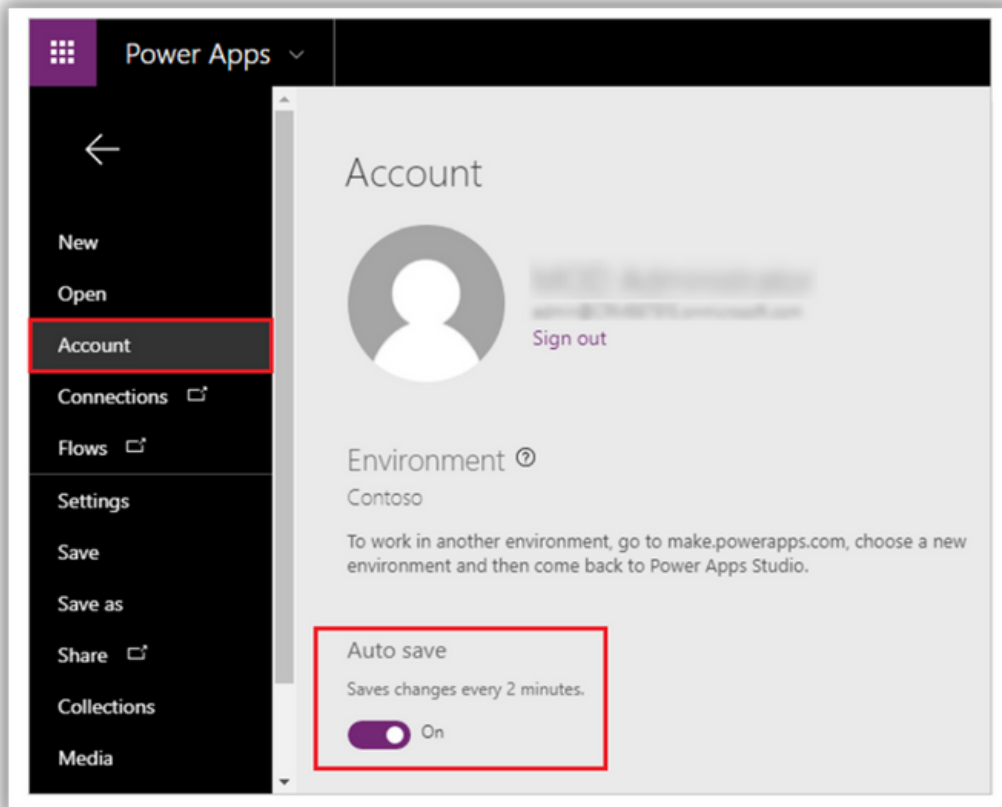 Power Apps
Account
New
Open
Account
Sign out
Connections
Flows
Environment
Contoso
Settings
To work in another environment, go to make.powerapps.com, choose a new
environment and then come back to Power Apps Studio.
Save
Save as
Share
Auto save
Saves changes every 2 minutes.
Collections
On
Media